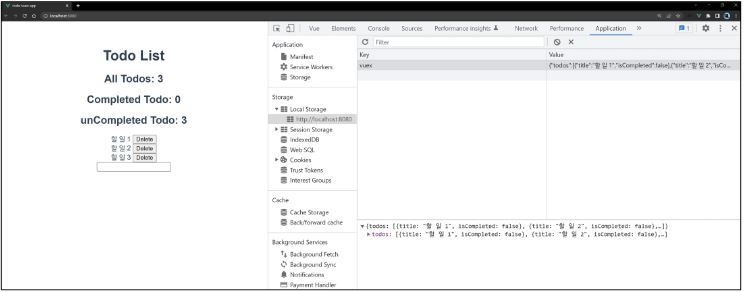 todo-vuex-app
localhost:8080
Todo List
All Todos: 3
Completed Todo: 0
unCompleted Todo: 3
할 일 1 Delete
할 일 2 Delete
할 일 3 Delete
Vue Elements Console Sources Performance insights Network Performance Application » 1
Application
Manifest
Service Workers
Storage
Storage
Local Storage
http://localhost:8080
Session Storage
IndexedDB
Web SQL
Cookies
Trust Tokens
Interest Groups
Cache
Cache Storage
Back/forward cache
Background Services
Background Fetch
Background Sync
Notifications
Payment Handler
Filter
Key Value
vuex {"todos":[{"title":"할 일 1","isCompleted":false},{"title":"할 일 2","isCo...
{todos: [{title: "할 일 1", isCompleted: false}, {title: "할 일 2", isCompleted: false},…]}
todos: [{title: "할 일 1", isCompleted: false}, {title: "할 일 2", isCompleted: false},…]